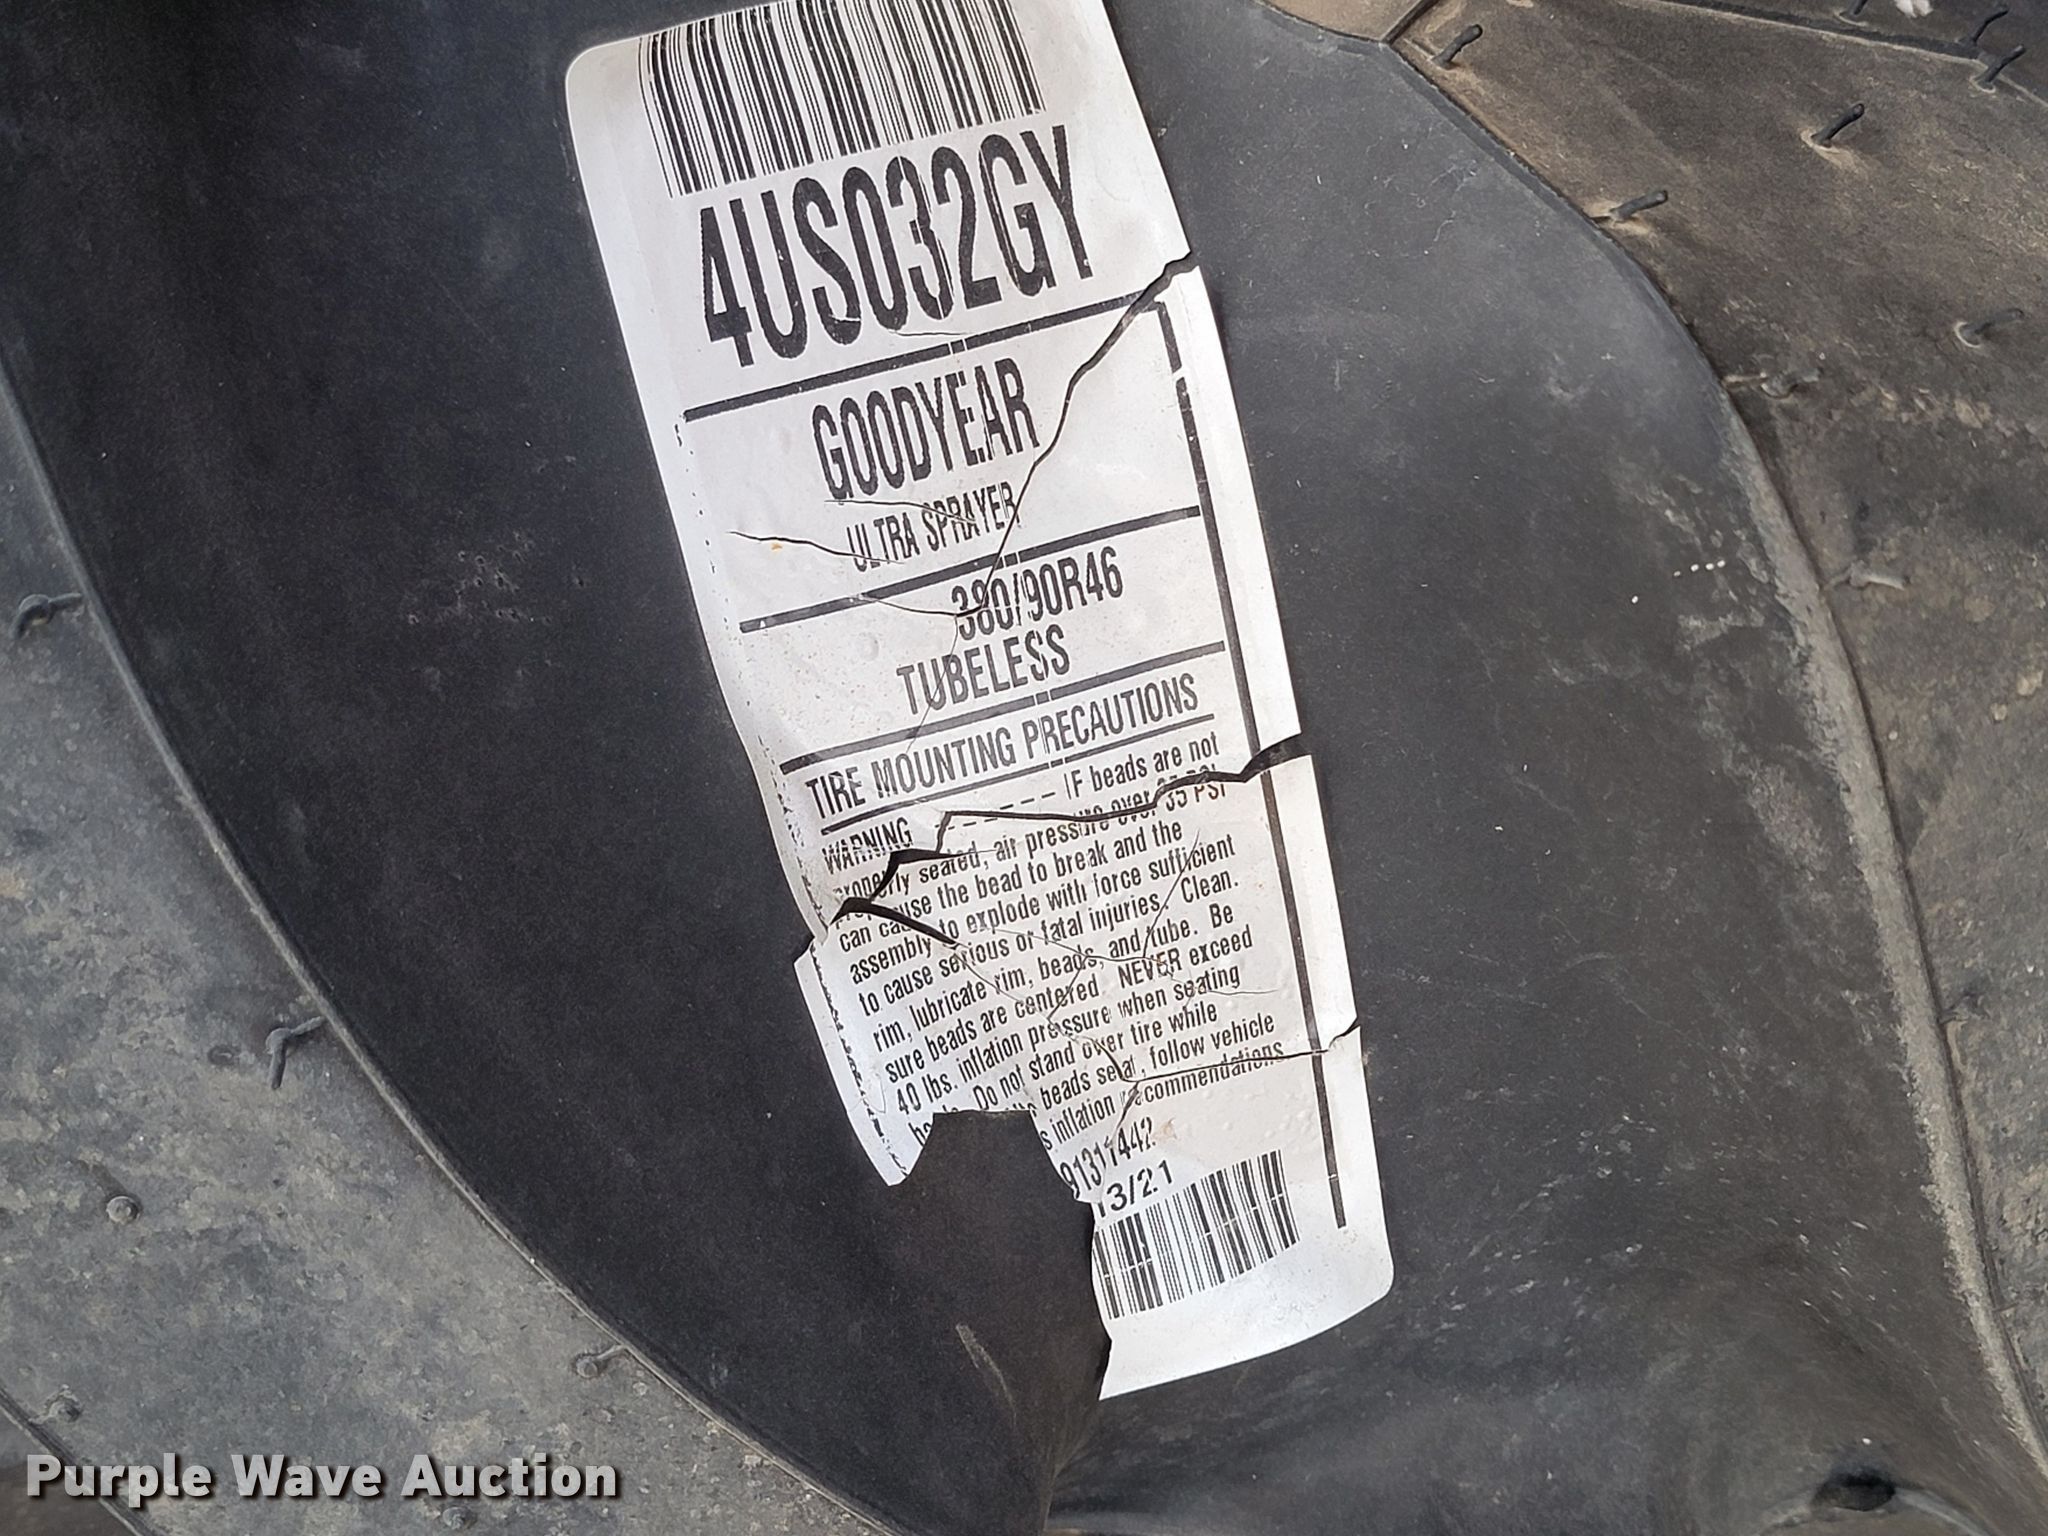 4US032GY
GOODYEAR
ULTRA SPRAYER
380/90R46
TUBELESS
TIRE MOUNTING PRECAUTIONS
WARNING - - - - - - - IF beads are not
properly seated, air pressure over 35 PSI
can cause the bead to break and the
assembly to explode with force sufficient
to cause serious or fatal injuries. Clean.
rim, lubricate rim, beads, and tube. Be
sure beads are centered. NEVER exceed
40 lbs. inflation pressure when seating
Do not stand over tire while
beads seat, follow vehicle
s inflation recommendations
91311442
13/21
Purple Wave Auction